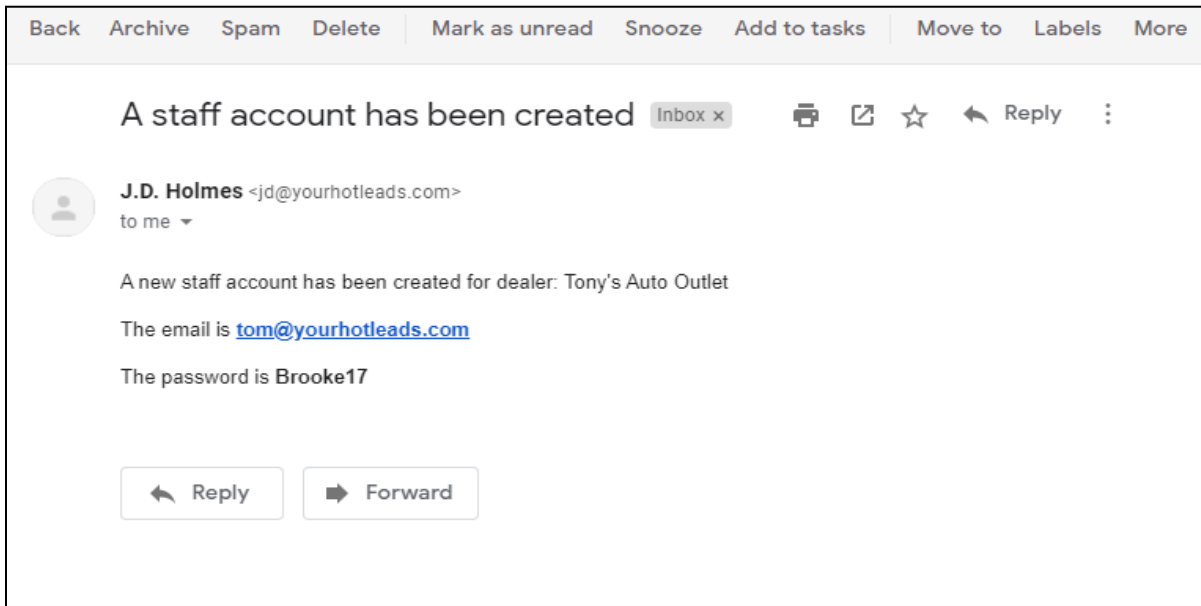 Back Archive Spam Delete Mark as unread Snooze Add to tasks Move to Labels More
A staff account has been created Inbox x Reply
J.D. Holmes <jd@yourhotleads.com>
to me
A new staff account has been created for dealer: Tony's Auto Outlet
The email is tom@yourhotleads.com
The password is Brooke17
Reply Forward